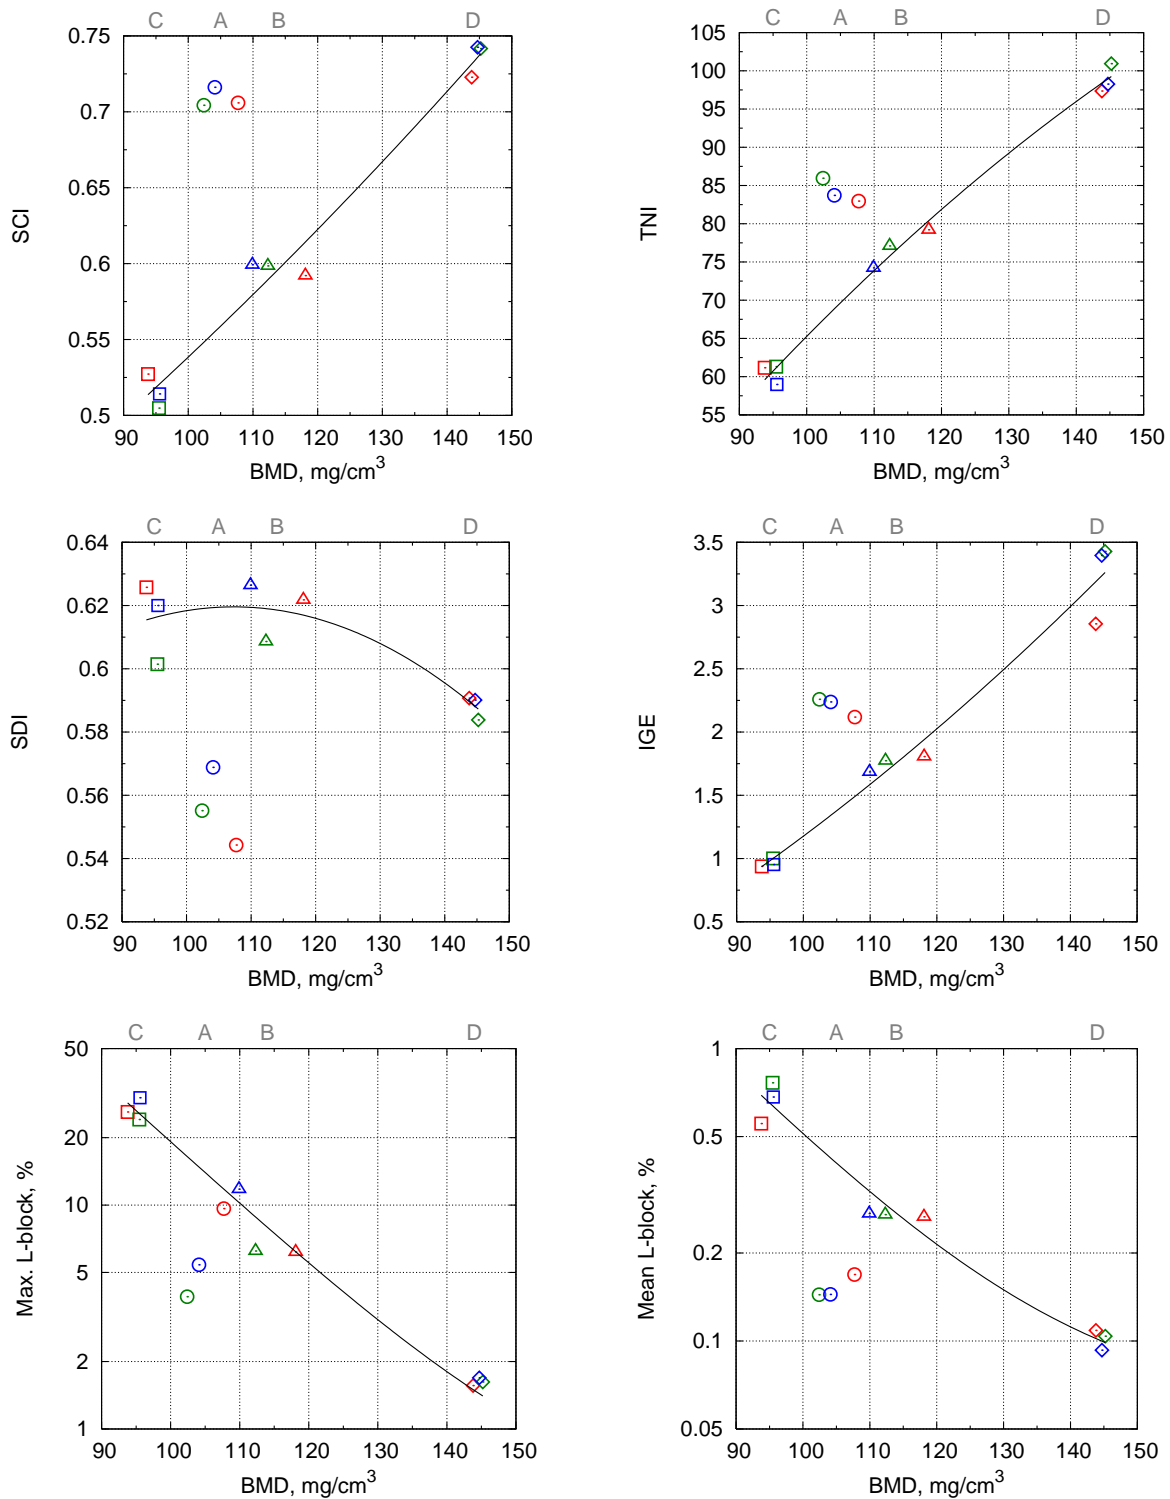 C A B D
0.75
0.7
0.65
0.6
0.55
0.5
SCI
90 100 110 120 130 140 150
BMD, mg/cm3
C A B D
105
100
95
90
85
80
75
70
65
60
55
TNI
90 100 110 120 130 140 150
BMD, mg/cm3
C A B D
0.64
0.62
0.6
0.58
0.56
0.54
0.52
SDI
90 100 110 120 130 140 150
BMD, mg/cm3
C A B D
3.5
3
2.5
2
1.5
1
0.5
IGE
90 100 110 120 130 140 150
BMD, mg/cm3
C A B D
50
20
10
5
2
1
Max. L-block, %
90 100 110 120 130 140 150
BMD, mg/cm3
C A B D
1
0.5
0.2
0.1
0.05
Mean L-block, %
90 100 110 120 130 140 150
BMD, mg/cm3